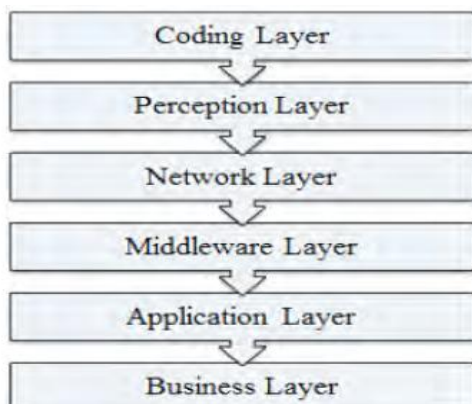 Coding Layer
Perception Layer
Network Layer
Middleware Layer
Application Layer
Business Layer